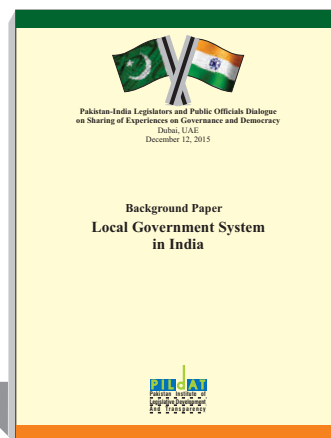 Pakistan-India Legislators and Public Officials Dialogue
on Sharing of Experiences on Governance and Democracy
Dubai, UAE
December 12, 2015
Background Paper
Local Government System
in India
PILDAT
Pakistan Institute of
Legislative Development
And Transparency